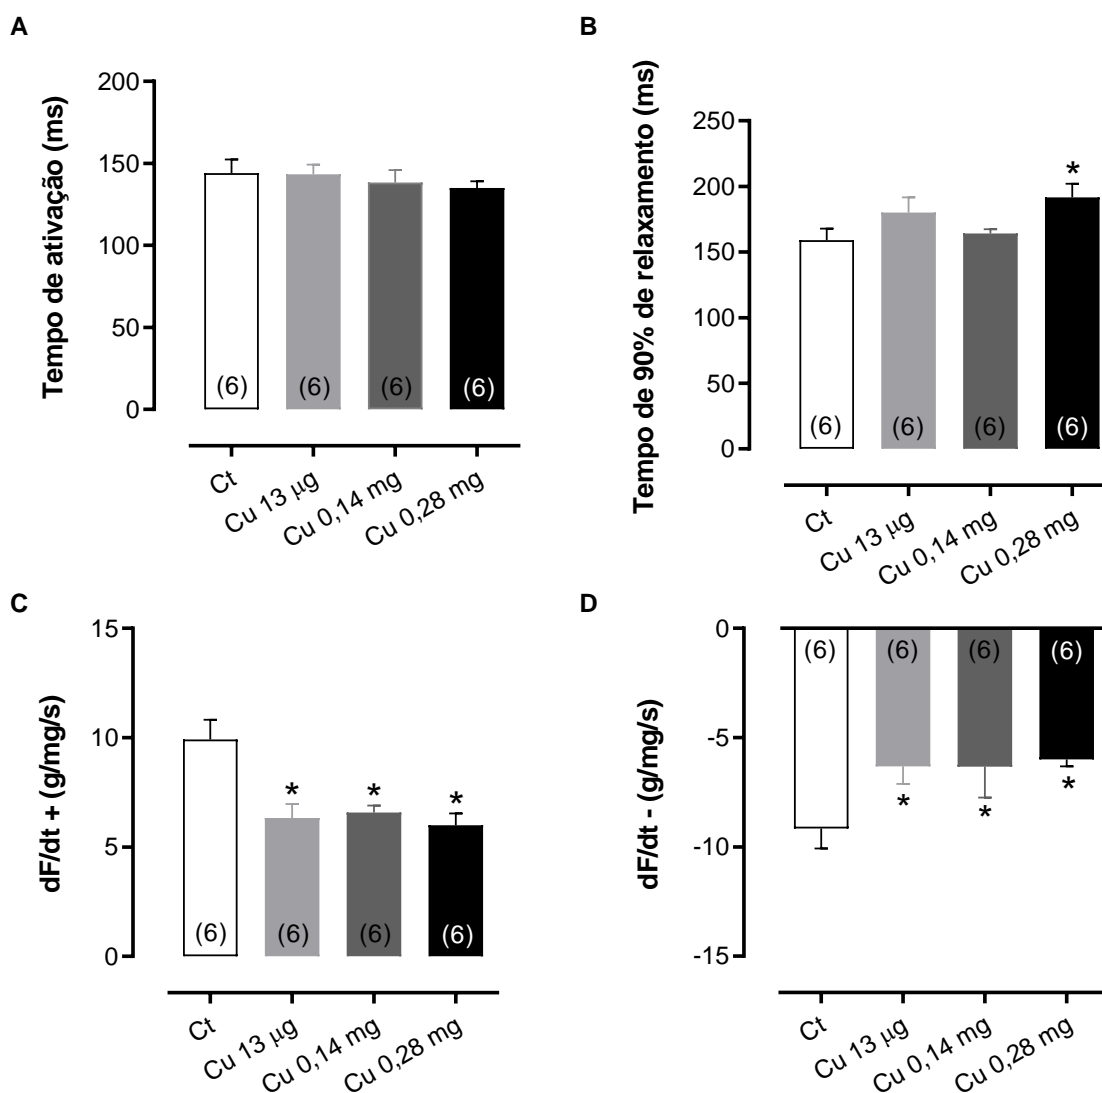 A
Tempo de ativação (ms)
200
150
100
50
0
(6)
(6)
(6)
(6)
Ct
Cu 13 μg
Cu 0,14 mg
Cu 0,28 mg
B
Tempo de 90% de relaxamento (ms)
250
200
150
100
50
0
*
(6)
(6)
(6)
(6)
Ct
Cu 13 μg
Cu 0,14 mg
Cu 0,28 mg
C
dF/dt + (g/mg/s)
15
10
5
0
*
*
*
(6)
(6)
(6)
(6)
Ct
Cu 13 μg
Cu 0,14 mg
Cu 0,28 mg
D
dF/dt - (g/mg/s)
0
-5
-10
-15
(6)
(6)
(6)
(6)
*
*
*
Ct
Cu 13 μg
Cu 0,14 mg
Cu 0,28 mg